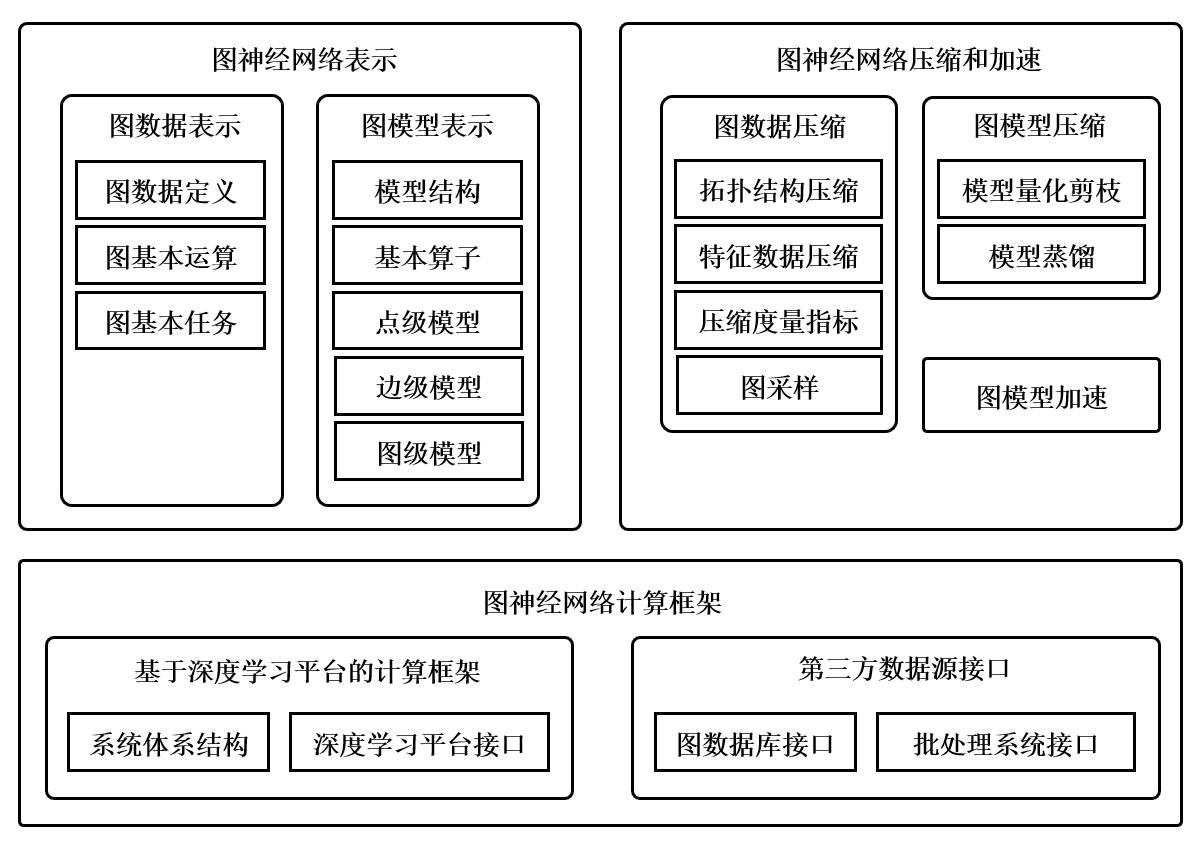 图神经网络表示
图数据表示
图数据定义
图基本运算
图基本任务
图模型表示
模型结构
基本算子
点级模型
边级模型
图级模型
图神经网络压缩和加速
图数据压缩
拓扑结构压缩
特征数据压缩
压缩度量指标
图采样
图模型压缩
模型量化剪枝
模型蒸馏
图模型加速
图神经网络计算框架
基于深度学习平台的计算框架
系统体系结构
深度学习平台接口
第三方数据源接口
图数据库接口
批处理系统接口